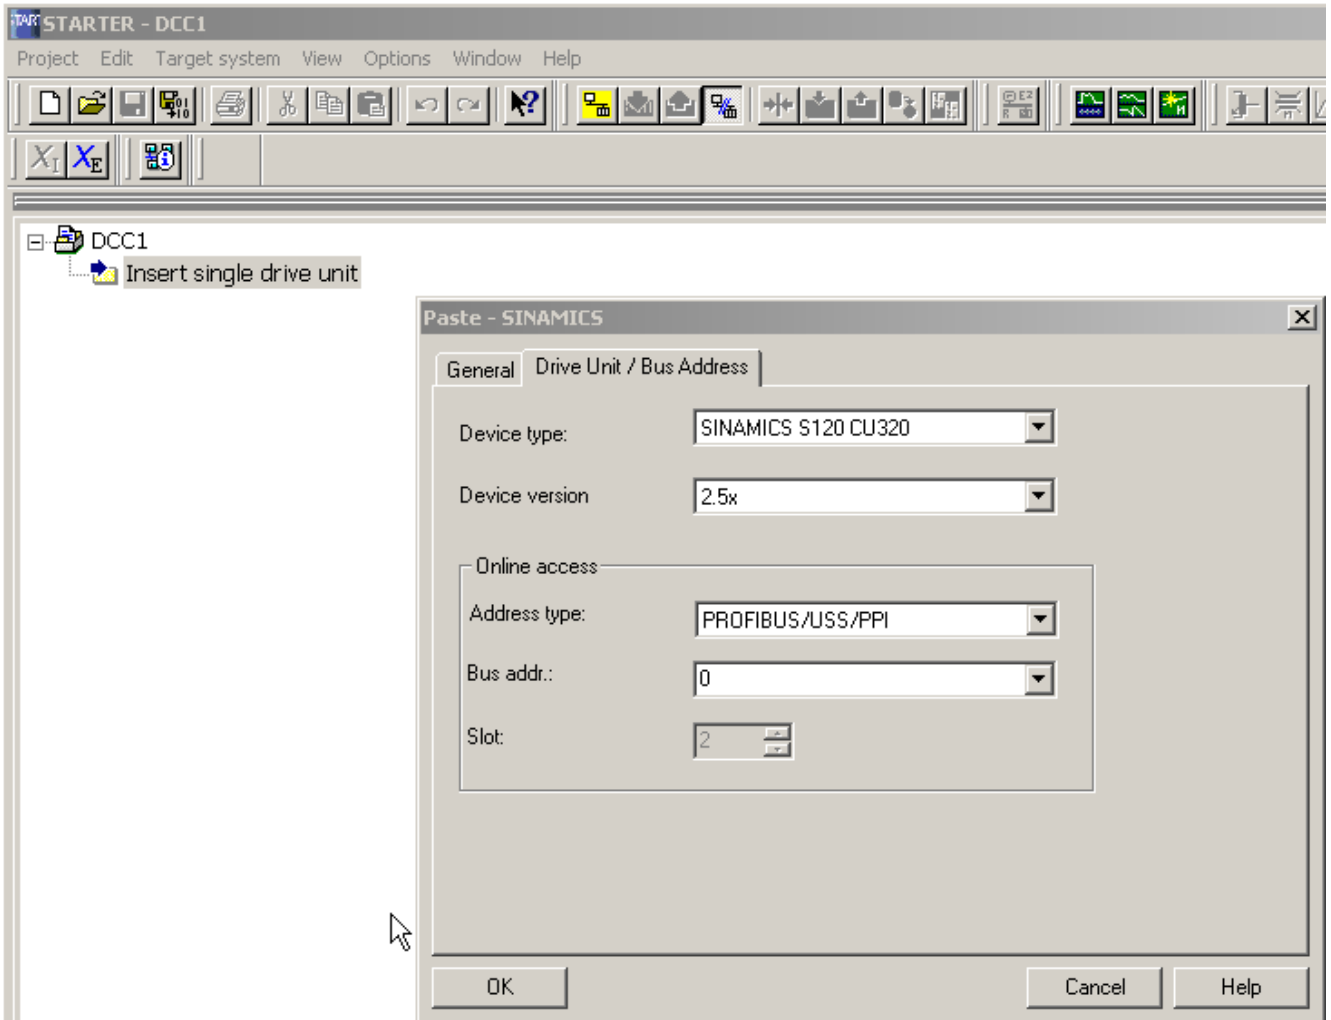 STARTER - DCC1
Project Edit Target system View Options Window Help
DCC1
Insert single drive unit
Paste - SINAMICS
General Drive Unit / Bus Address
Device type: SINAMICS S120 CU320
Device version 2.5x
Online access
Address type: PROFIBUS/USS/PPI
Bus addr.: 0
Slot: 2
OK Cancel Help